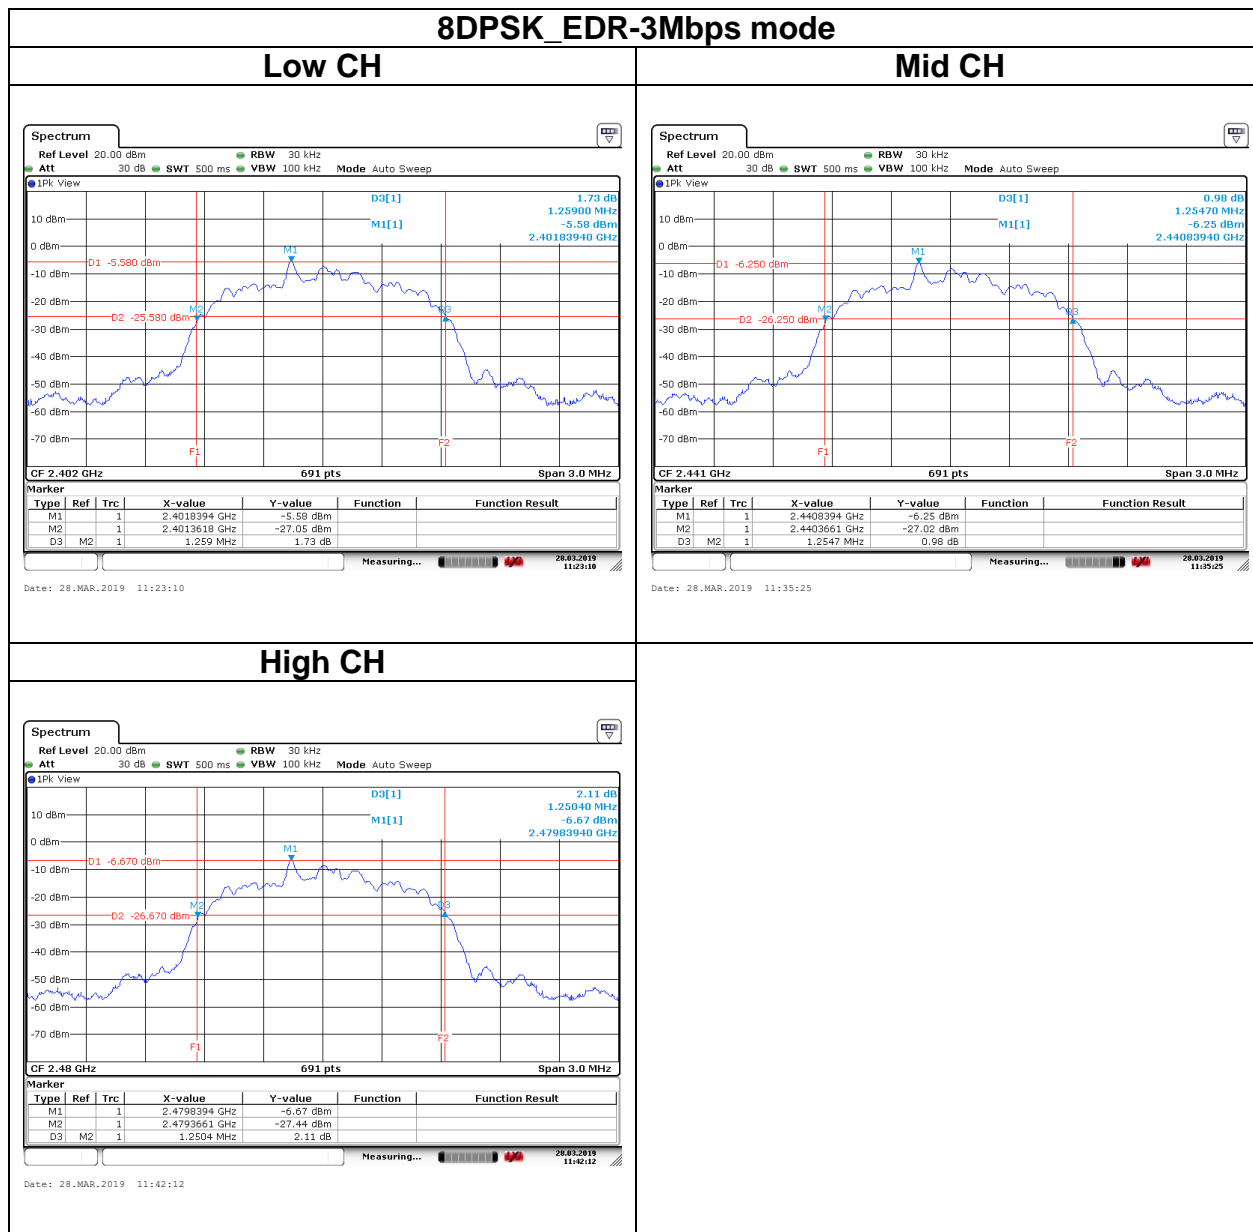 8DPSK_EDR-3Mbps mode
Low CH
Mid CH
Spectrum
Ref Level 20.00 dBm RBW 30 kHz
Att 30 dB SWT 500 ms VBW 100 kHz Mode Auto Sweep
1Pk View
D3[1] 1.73 dB
1.25900 MHz
M1[1] -5.58 dBm
2.40183940 GHz
10 dBm
0 dBm
M1
D1 -5.580 dBm
-10 dBm
-20 dBm
M2
D3
D2 -25.580 dBm
-30 dBm
-40 dBm
-50 dBm
-60 dBm
-70 dBm
F1
F2
CF 2.402 GHz 691 pts Span 3.0 MHz
Marker
Type Ref Trc X-value Y-value Function Function Result
M1 1 2.4018394 GHz -5.58 dBm
M2 1 2.4013618 GHz -27.05 dBm
D3 M2 1 1.259 MHz 1.73 dB
Measuring... 28.03.2019
11:23:10
Date: 28.MAR.2019 11:23:10
Spectrum
Ref Level 20.00 dBm RBW 30 kHz
Att 30 dB SWT 500 ms VBW 100 kHz Mode Auto Sweep
1Pk View
D3[1] 0.98 dB
1.25470 MHz
M1[1] -6.25 dBm
2.44083940 GHz
10 dBm
0 dBm
M1
D1 -6.250 dBm
-10 dBm
-20 dBm
M2
D3
D2 -26.250 dBm
-30 dBm
-40 dBm
-50 dBm
-60 dBm
-70 dBm
F1
F2
CF 2.441 GHz 691 pts Span 3.0 MHz
Marker
Type Ref Trc X-value Y-value Function Function Result
M1 1 2.4408394 GHz -6.25 dBm
M2 1 2.4403661 GHz -27.02 dBm
D3 M2 1 1.2547 MHz 0.98 dB
Measuring... 28.03.2019
11:35:25
Date: 28.MAR.2019 11:35:25
High CH
Spectrum
Ref Level 20.00 dBm RBW 30 kHz
Att 30 dB SWT 500 ms VBW 100 kHz Mode Auto Sweep
1Pk View
D3[1] 2.11 dB
1.25040 MHz
M1[1] -6.67 dBm
2.47983940 GHz
10 dBm
0 dBm
M1
D1 -6.670 dBm
-10 dBm
-20 dBm
M2
D3
D2 -26.670 dBm
-30 dBm
-40 dBm
-50 dBm
-60 dBm
-70 dBm
F1
F2
CF 2.48 GHz 691 pts Span 3.0 MHz
Marker
Type Ref Trc X-value Y-value Function Function Result
M1 1 2.4798394 GHz -6.67 dBm
M2 1 2.4793661 GHz -27.44 dBm
D3 M2 1 1.2504 MHz 2.11 dB
Measuring... 28.03.2019
11:42:12
Date: 28.MAR.2019 11:42:12